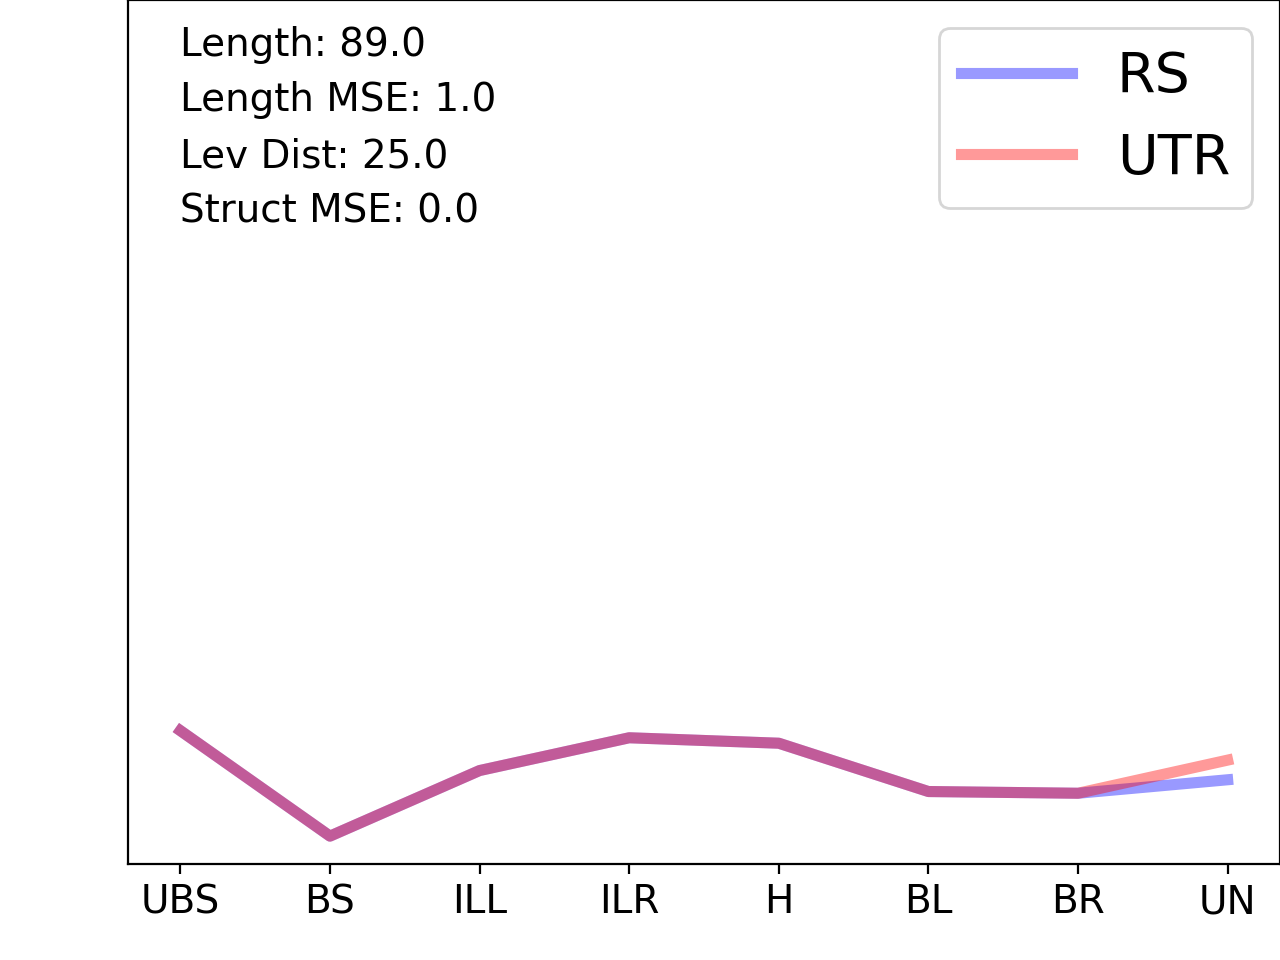 Length: 89.0
Length MSE: 1.0
Lev Dist: 25.0
Struct MSE: 0.0
RS
UTR
UBS BS ILL ILR H BL BR UN